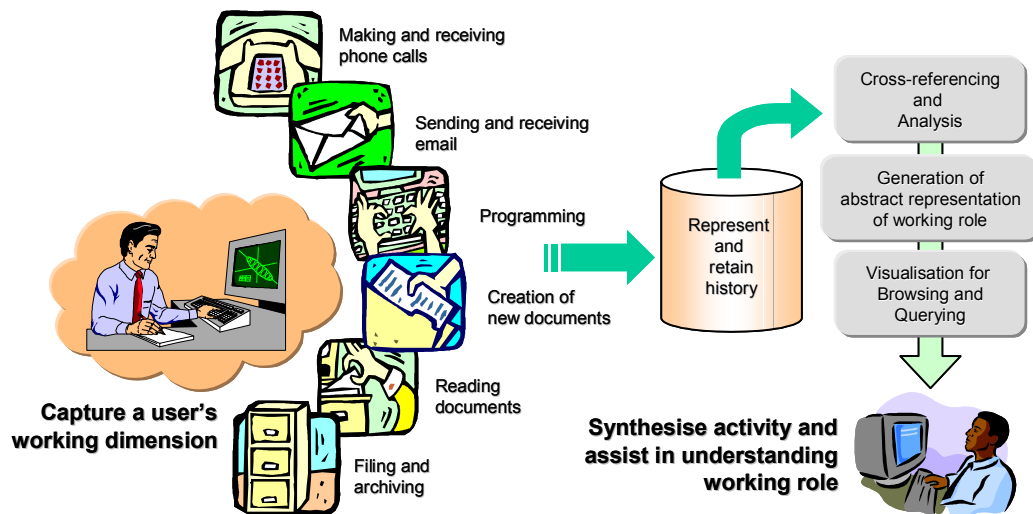 Making and receiving
phone calls
Sending and receiving
email
Programming
Creation of
new documents
Reading
documents
Filing and
archiving
Capture a user's
working dimension
Represent
and
retain
history
Cross-referencing
and
Analysis
Generation of
abstract representation
of working role
Visualisation for
Browsing and
Querying
Synthesise activity and
assist in understanding
working role